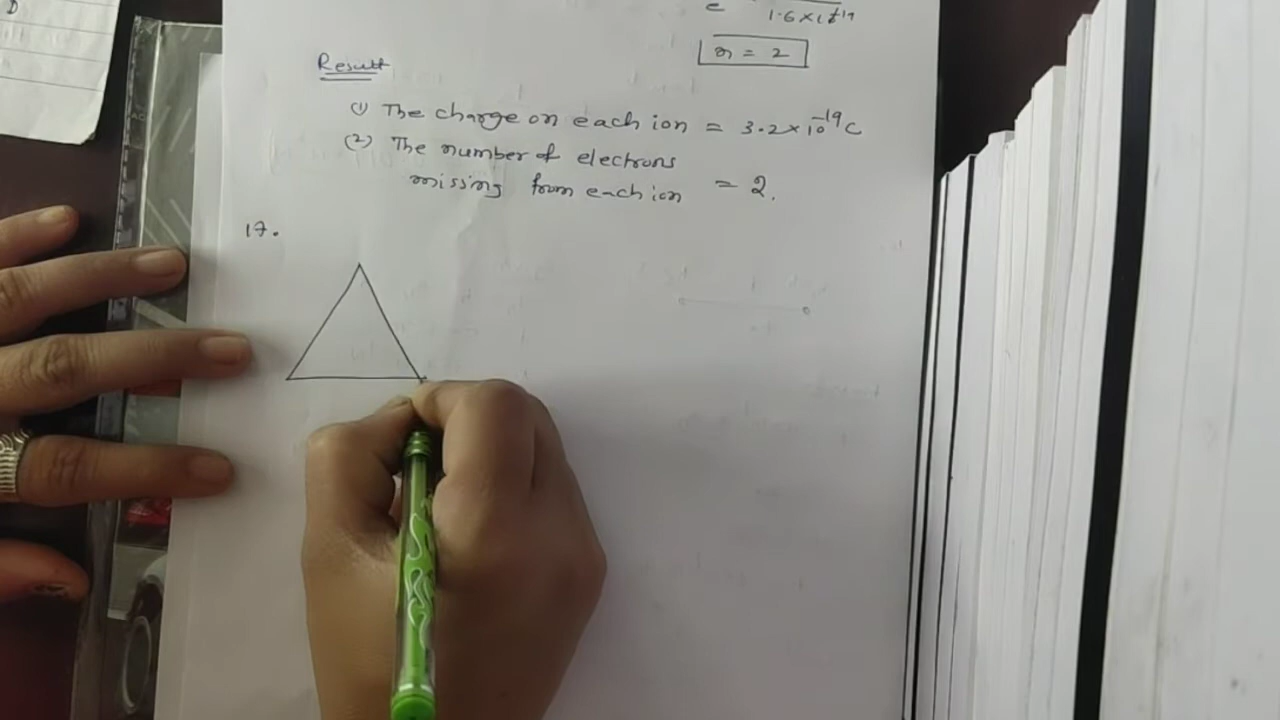 D
e 1.6×10-19
n = 2
Result
(1) The charge on each ion = 3.2×10-19 C
(2) The number of electrons
missing from each ion = 2.
17.